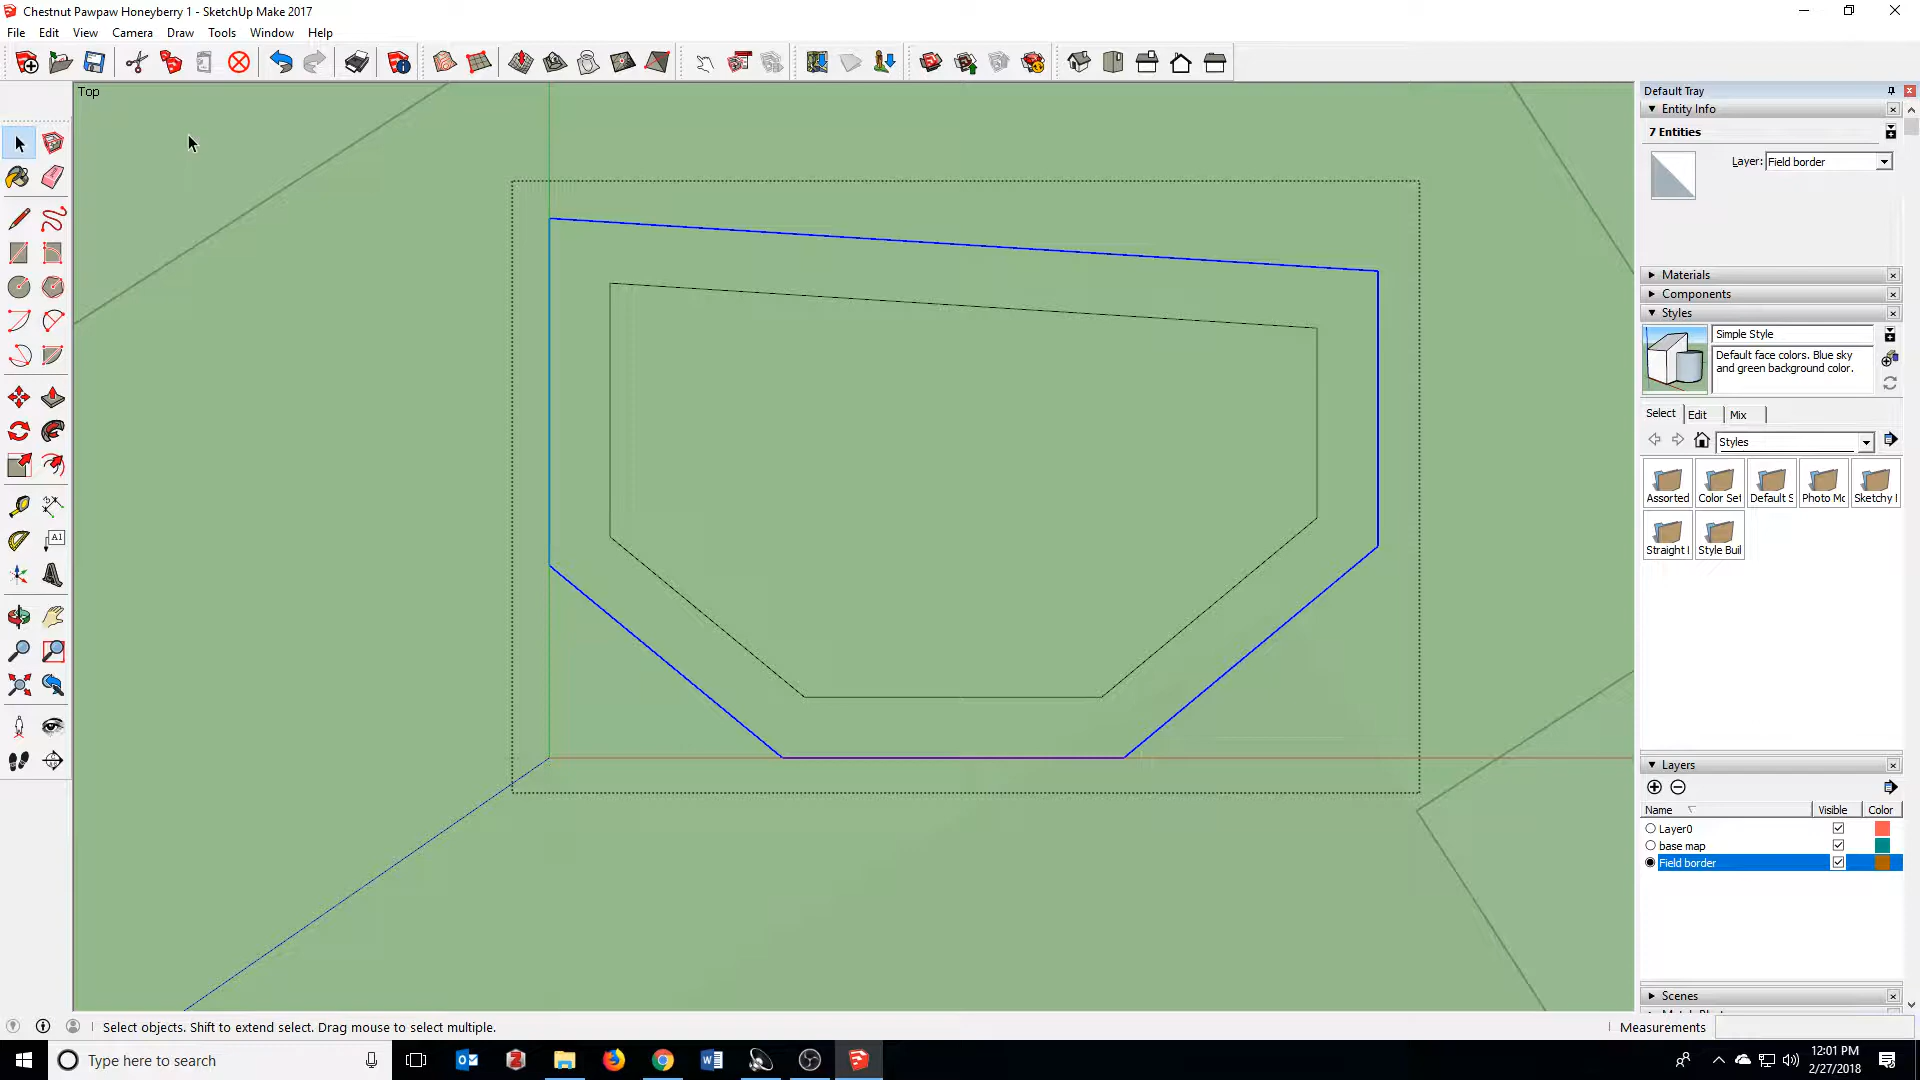 Chestnut Pawpaw Honeyberry 1 - SketchUp Make 2017
File Edit View Camera Draw Tools Window Help
Top
Default Tray
Entity Info
7 Entities
Layer: Field border
Materials
Components
Styles
Simple Style
Default face colors. Blue sky
and green background color.
Select Edit Mix
Styles
Assorted Color Set Default S Photo Mo Sketchy
Straight Style Buil
Layers
Name Visible Color
Layer0
base map
Field border
Scenes
A1
Select objects. Shift to extend select. Drag mouse to select multiple.
Measurements
Type here to search
12:01 PM
2/27/2018